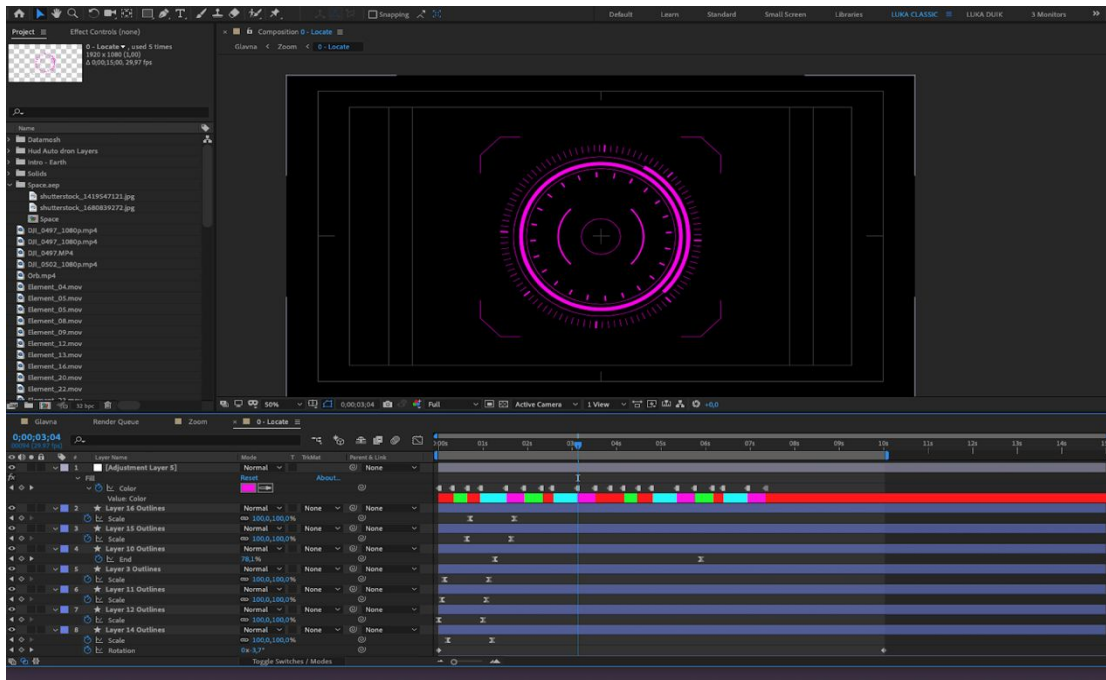 Snapping
Default Learn Standard Small Screen Libraries LUKA CLASSIC LUKA DUIK 3 Monitors
Project Effect Controls (none)
0 - Locate , used 5 times
1920 x 1080 (1,00)
Δ 0;00;15;00, 29,97 fps
Composition 0 - Locate
Glavna Zoom 0 - Locate
Name
Datamosh
Hud Auto dron Layers
Intro - Earth
Solids
Space.aep
shutterstock_1419547121.jpg
shutterstock_1680839272.jpg
Space
DJI_0497_1080p.mp4
DJI_0497_1080p.mp4
DJI_0497.MP4
DJI_0502_1080p.mp4
Orb.mp4
Element_04.mov
Element_05.mov
Element_05.mov
Element_08.mov
Element_09.mov
Element_12.mov
Element_13.mov
Element_16.mov
Element_20.mov
Element_22.mov
50% 0;00;03;04 Full Active Camera 1 View +0,0
Glavna Render Queue Zoom 0 - Locate
0;00;03;04
01s 02s 04s 05s 06s 07s 08s 09s 10s 11s 12s 13s 14s
# Layer Name Mode T TrkMat Parent & Link
1 [Adjustment Layer 5] Normal None
fx Fill Reset About...
Color
Value: Color
2 Layer 16 Outlines Normal None None
Scale 100,0,100,0%
3 Layer 15 Outlines Normal None None
Scale 100,0,100,0%
4 Layer 10 Outlines Normal None None
End 78,1%
5 Layer 3 Outlines Normal None None
Scale 100,0,100,0%
6 Layer 11 Outlines Normal None None
Scale 100,0,100,0%
7 Layer 12 Outlines Normal None None
Scale 100,0,100,0%
8 Layer 14 Outlines Normal None None
Scale 100,0,100,0%
Rotation 0x-3,7°
Toggle Switches / Modes